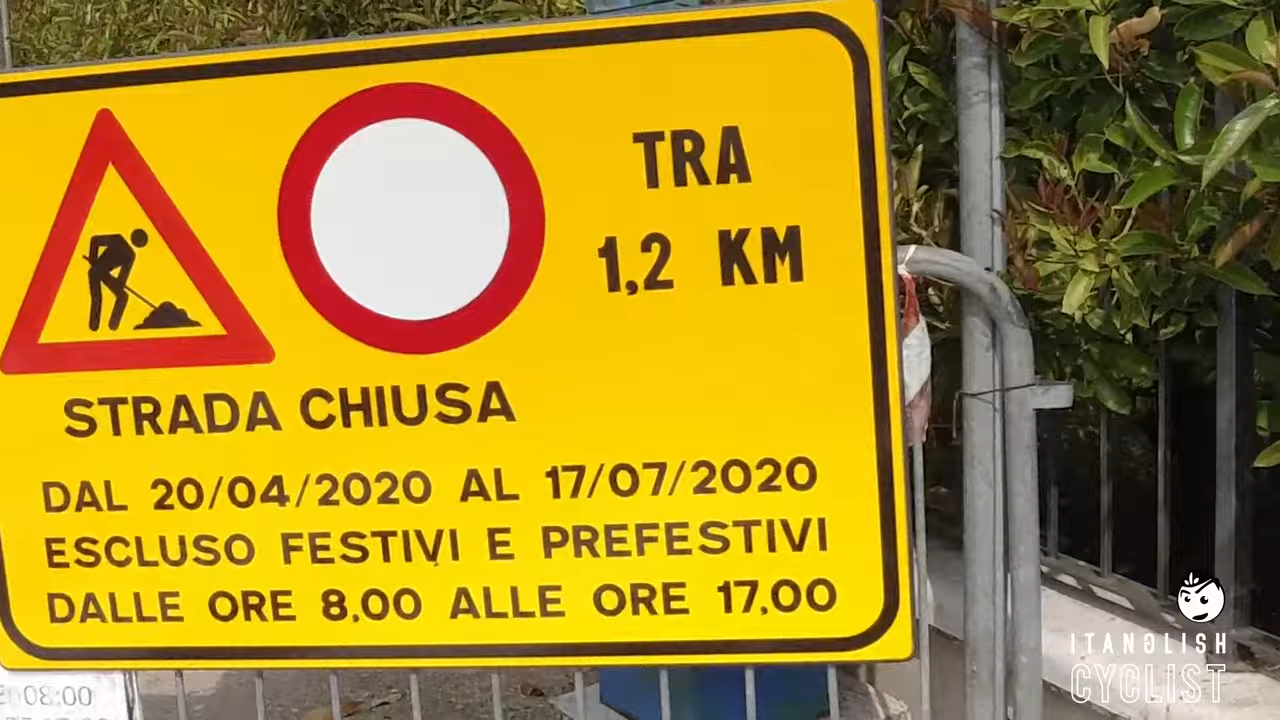 TRA
1,2 KM
STRADA CHIUSA
DAL 20/04/2020 AL 17/07/2020
ESCLUSO FESTIVI E PREFESTIVI
DALLE ORE 8,00 ALLE ORE 17,00
08:00
ITANGLISH
CYCLIST